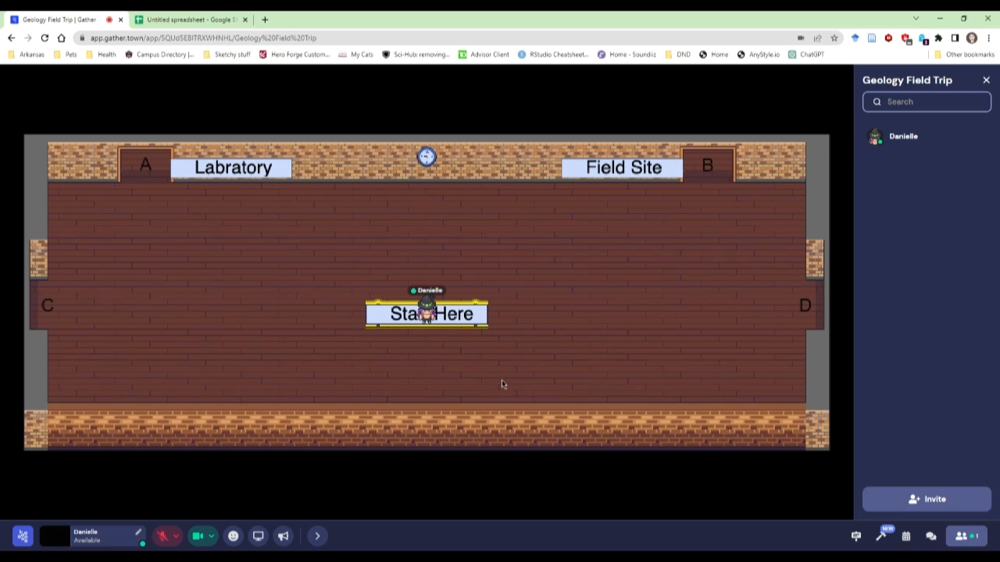 Geology Field Trip | Gather
Untitled spreadsheet - Google S
app.gather.town/app/SQUd5EBITRXWHNHL/Geology%20Field%20Trip
Arkansas
Pets
Health
Campus Directory |...
Sketchy stuff
Hero Forge Custom...
My Cats
Sci-Hub: removing...
Advisor Client
RStudio Cheatsheet...
Home - Soundiiz
DND
Home
AnyStyle.io
ChatGPT
Other bookmarks
Geology Field Trip
Search
Danielle
A
Labratory
Field Site
B
Danielle
C
Sta Here
D
Invite
Danielle
Available
NEW
1